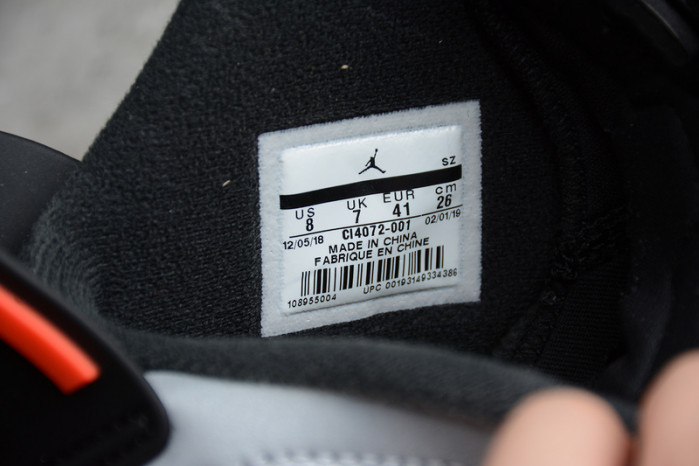 sz
US UK EUR cm
8 7 41 26
12/05/18 CI4072-001 02/01/19
MADE IN CHINA
FABRIQUE EN CHINE
108955004 UPC 00193149334386